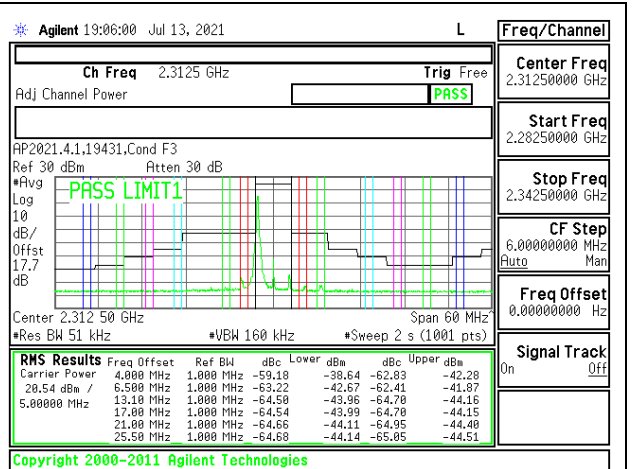 Agilent 19:06:00 Jul 13, 2021 L
Freq/Channel
Ch Freq 2.3125 GHz Trig Free
Adj Channel Power PASS
AP2021.4.1,19431,Cond F3
Ref 30 dBm Atten 30 dB
#Avg
Log
10
dB/
Offst
17.7
dB
PASS LIMIT1
Center 2.312 50 GHz Span 60 MHz
#Res BW 51 kHz #VBW 160 kHz #Sweep 2 s (1001 pts)
RMS Results Freq Offset Ref BW dBc Lower dBm dBc Upper dBm
Carrier Power 4.000 MHz 1.000 MHz -59.18 -38.64 -62.83 -42.28
20.54 dBm / 6.500 MHz 1.000 MHz -63.22 -42.67 -62.41 -41.87
5.00000 MHz 13.10 MHz 1.000 MHz -64.50 -43.96 -64.70 -44.16
17.00 MHz 1.000 MHz -64.54 -43.99 -64.70 -44.15
21.00 MHz 1.000 MHz -64.66 -44.11 -64.95 -44.40
25.50 MHz 1.000 MHz -64.68 -44.14 -65.05 -44.51
Copyright 2000-2011 Agilent Technologies
Center Freq
2.31250000 GHz
Start Freq
2.28250000 GHz
Stop Freq
2.34250000 GHz
CF Step
6.00000000 MHz
Auto Man
Freq Offset
0.00000000 Hz
Signal Track
On Off